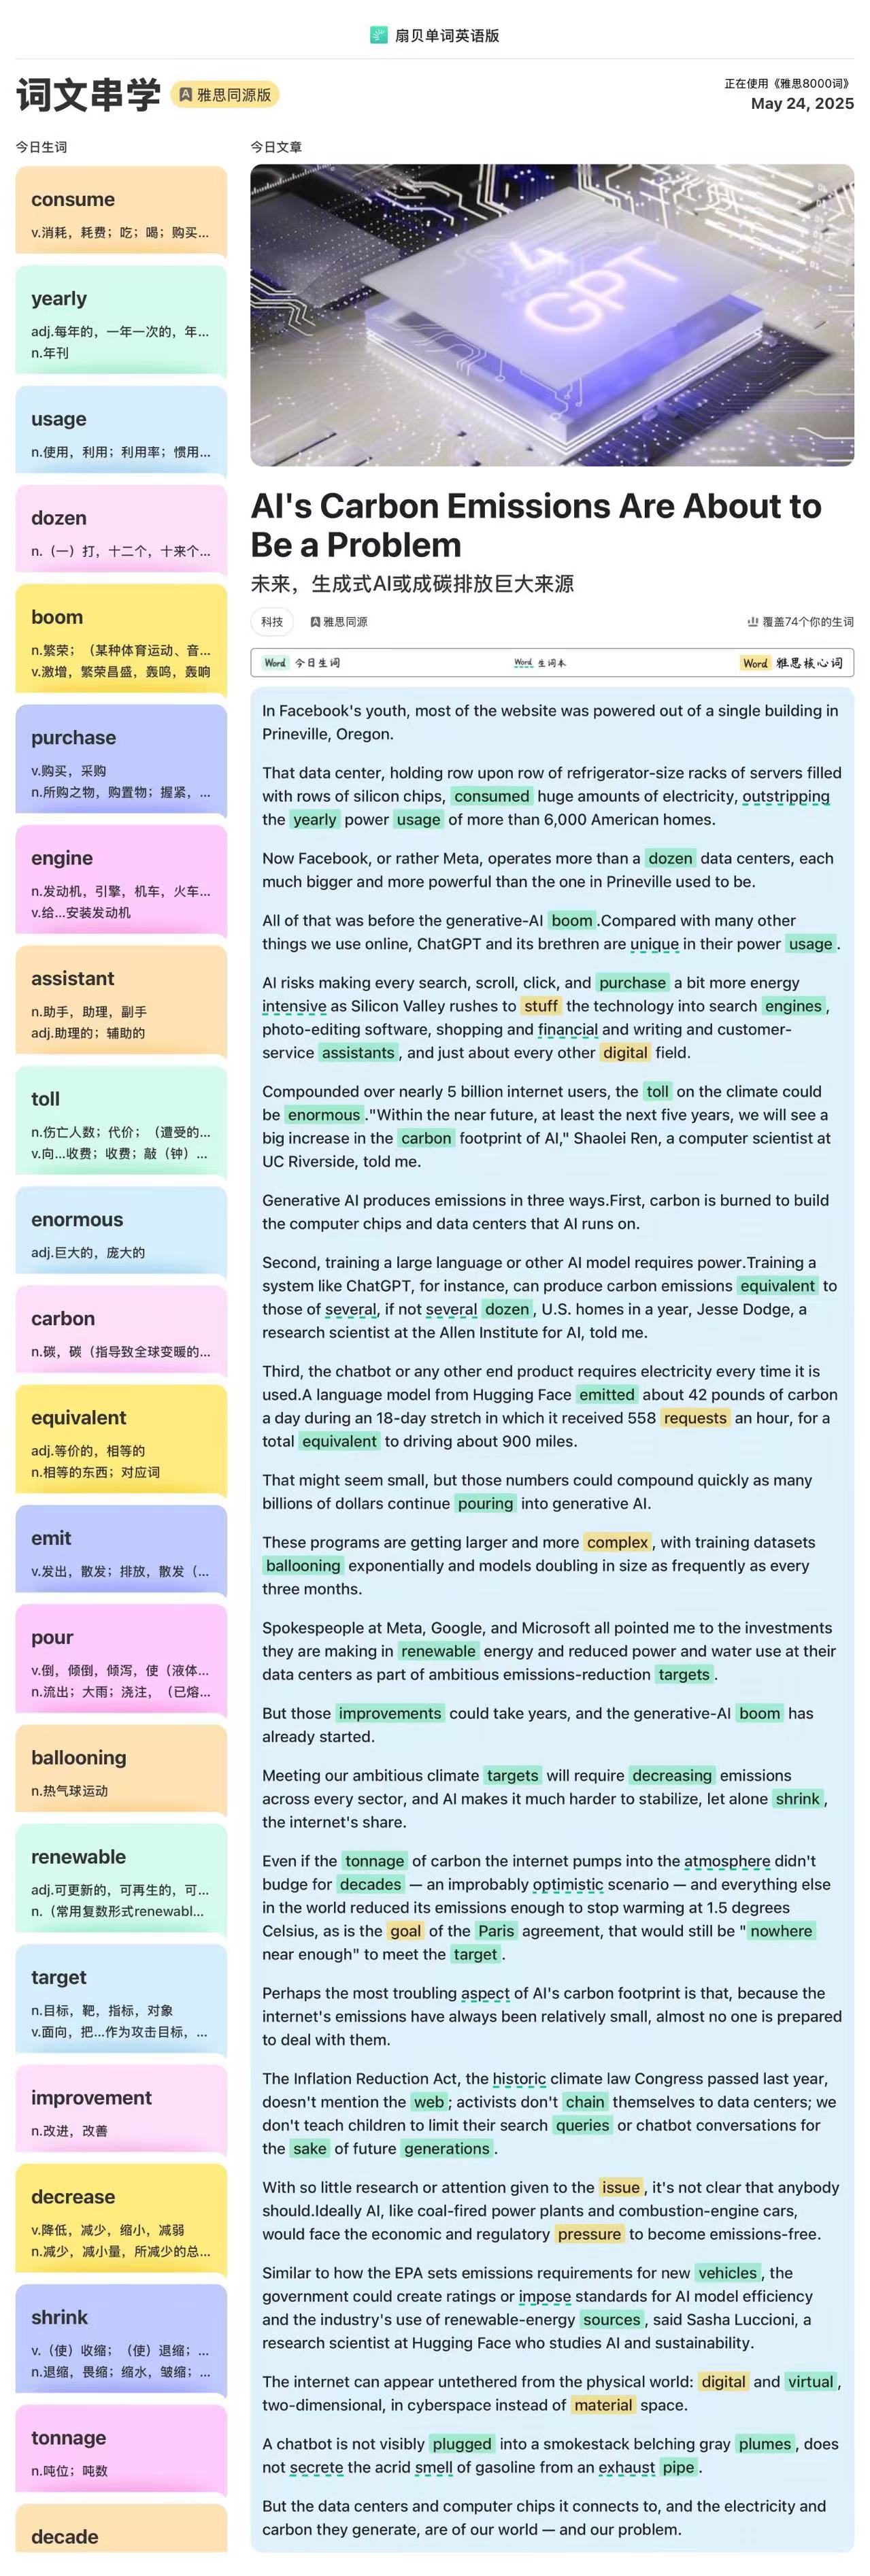 扇贝单词英语版
词文串学
雅思同源版
正在使用《雅思8000词》
May 24, 2025
今日生词
consume
v.消耗，耗费；吃；喝；购买...
yearly
adj.每年的，一年一次的，年...
n.年刊
usage
n.使用，利用；利用率；惯用...
dozen
n.（一）打，十二个，十来个...
boom
n.繁荣；（某种体育运动、音...
v.激增，繁荣昌盛，轰鸣，轰响
purchase
v.购买，采购
n.所购之物，购置物；握紧，...
engine
n.发动机，引擎，机车，火车...
v.给...安装发动机
assistant
n.助手，助理，副手
adj.助理的；辅助的
toll
n.伤亡人数；代价；（遭受的...
v.向...收费；收费；敲（钟）...
enormous
adj.巨大的，庞大的
carbon
n.碳，碳（指导致全球变暖的...
equivalent
adj.等价的，相等的
n.相等的东西；对应词
emit
v.发出，散发；排放，散发（...
pour
v.倒，倾倒，倾泻，使（液体...
n.流出；大雨；浇注，（已熔...
ballooning
n.热气球运动
renewable
adj.可更新的，可再生的，可...
n.（常用复数形式renewabl...
target
n.目标，靶，指标，对象
v.面向，把...作为攻击目标，...
improvement
n.改进，改善
decrease
v.降低，减少，缩小，减弱
n.减少，减小量，所减少的总...
shrink
v.（使）收缩；（使）退缩；...
n.退缩，畏缩；缩水，皱缩；...
tonnage
n.吨位；吨数
decade
今日文章
4
GPT
AI's Carbon Emissions Are About to
Be a Problem
未来，生成式AI或成碳排放巨大来源
科技
雅思同源
覆盖74个你的生词
Word 今日生词
Word 生词本
Word 雅思核心词
In Facebook's youth, most of the website was powered out of a single building in
Prineville, Oregon.
That data center, holding row upon row of refrigerator-size racks of servers filled
with rows of silicon chips, consumed huge amounts of electricity, outstripping
the yearly power usage of more than 6,000 American homes.
Now Facebook, or rather Meta, operates more than a dozen data centers, each
much bigger and more powerful than the one in Prineville used to be.
All of that was before the generative-AI boom.Compared with many other
things we use online, ChatGPT and its brethren are unique in their power usage.
AI risks making every search, scroll, click, and purchase a bit more energy
intensive as Silicon Valley rushes to stuff the technology into search engines,
photo-editing software, shopping and financial and writing and customer-
service assistants, and just about every other digital field.
Compounded over nearly 5 billion internet users, the toll on the climate could
be enormous."Within the near future, at least the next five years, we will see a
big increase in the carbon footprint of AI," Shaolei Ren, a computer scientist at
UC Riverside, told me.
Generative AI produces emissions in three ways.First, carbon is burned to build
the computer chips and data centers that AI runs on.
Second, training a large language or other AI model requires power.Training a
system like ChatGPT, for instance, can produce carbon emissions equivalent to
those of several, if not several dozen, U.S. homes in a year, Jesse Dodge, a
research scientist at the Allen Institute for AI, told me.
Third, the chatbot or any other end product requires electricity every time it is
used.A language model from Hugging Face emitted about 42 pounds of carbon
a day during an 18-day stretch in which it received 558 requests an hour, for a
total equivalent to driving about 900 miles.
That might seem small, but those numbers could compound quickly as many
billions of dollars continue pouring into generative AI.
These programs are getting larger and more complex, with training datasets
ballooning exponentially and models doubling in size as frequently as every
three months.
Spokespeople at Meta, Google, and Microsoft all pointed me to the investments
they are making in renewable energy and reduced power and water use at their
data centers as part of ambitious emissions-reduction targets.
But those improvements could take years, and the generative-AI boom has
already started.
Meeting our ambitious climate targets will require decreasing emissions
across every sector, and AI makes it much harder to stabilize, let alone shrink,
the internet's share.
Even if the tonnage of carbon the internet pumps into the atmosphere didn't
budge for decades — an improbably optimistic scenario — and everything else
in the world reduced its emissions enough to stop warming at 1.5 degrees
Celsius, as is the goal of the Paris agreement, that would still be "nowhere
near enough" to meet the target.
Perhaps the most troubling aspect of AI's carbon footprint is that, because the
internet's emissions have always been relatively small, almost no one is prepared
to deal with them.
The Inflation Reduction Act, the historic climate law Congress passed last year,
doesn't mention the web; activists don't chain themselves to data centers; we
don't teach children to limit their search queries or chatbot conversations for
the sake of future generations.
With so little research or attention given to the issue, it's not clear that anybody
should.Ideally AI, like coal-fired power plants and combustion-engine cars,
would face the economic and regulatory pressure to become emissions-free.
Similar to how the EPA sets emissions requirements for new vehicles, the
government could create ratings or impose standards for AI model efficiency
and the industry's use of renewable-energy sources, said Sasha Luccioni, a
research scientist at Hugging Face who studies AI and sustainability.
The internet can appear untethered from the physical world: digital and virtual,
two-dimensional, in cyberspace instead of material space.
A chatbot is not visibly plugged into a smokestack belching gray plumes, does
not secrete the acrid smell of gasoline from an exhaust pipe.
But the data centers and computer chips it connects to, and the electricity and
carbon they generate, are of our world — and our problem.